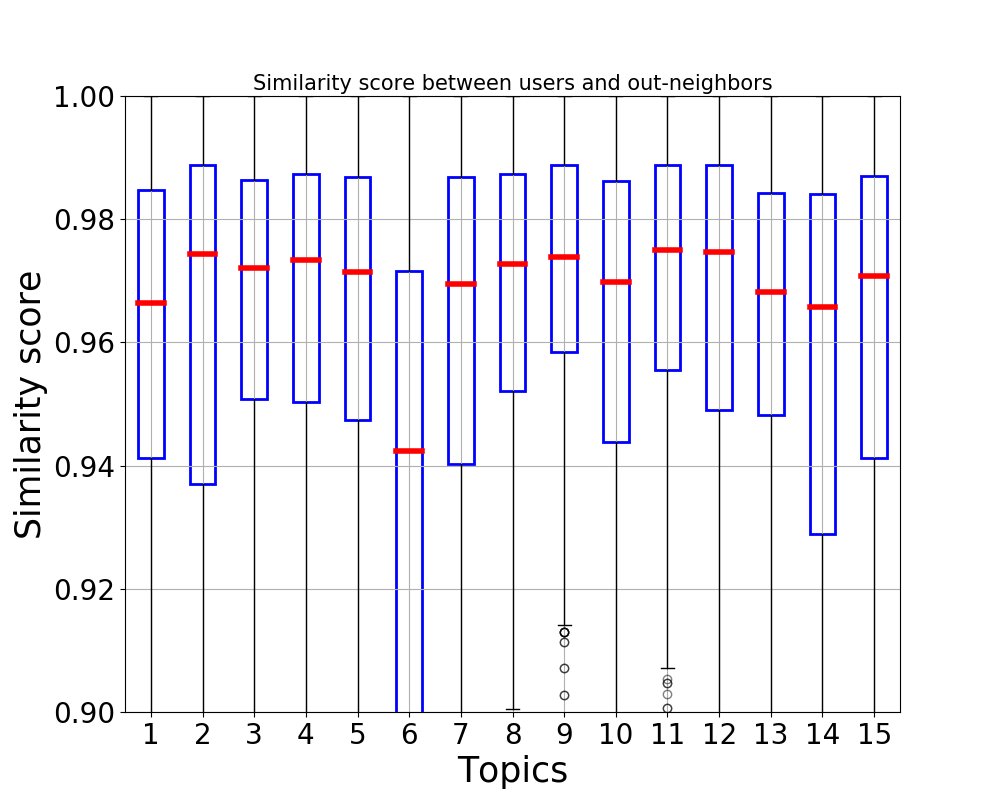 Similarity score between users and out-neighbors
1.00
0.98
0.96
0.94
0.92
0.90
Similarity score
1 2 3 4 5 6 7 8 9 10 11 12 13 14 15
Topics